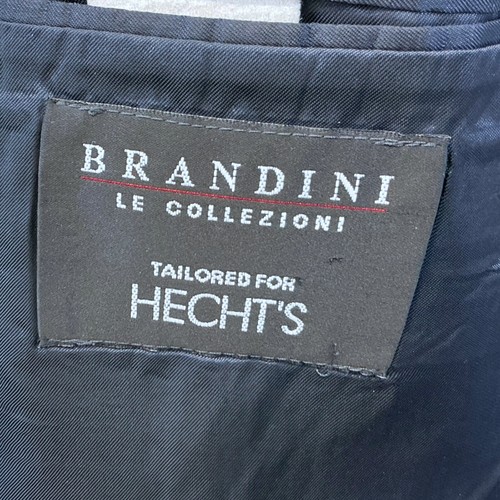 BRANDINI
LE COLLEZIONI
TAILORED FOR
HECHT'S